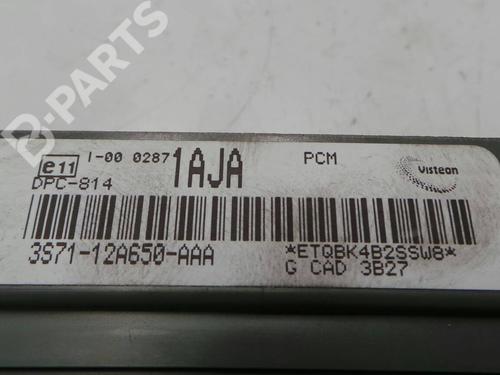 B-PARTS
e11 I-00 0287 1AJA PCM Visteon
DPC-814
3S71-12A650-AAA *ETQBK4B2SSW8*
G CAD 3B27